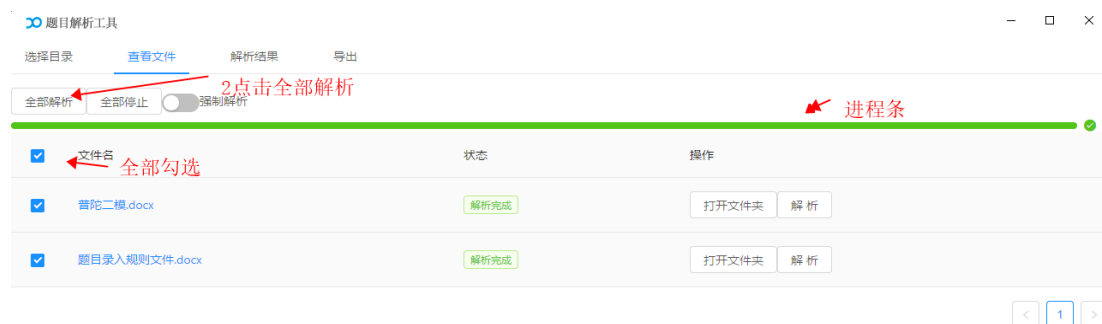 题目解析工具
选择目录 查看文件 解析结果 导出
2点击全部解析
全部解析 全部停止 强制解析
进程条
文件名 状态 操作
全部勾选
普陀二模.docx 解析完成 打开文件夹 解 析
题目录入规则文件.docx 解析完成 打开文件夹 解 析
< 1 >